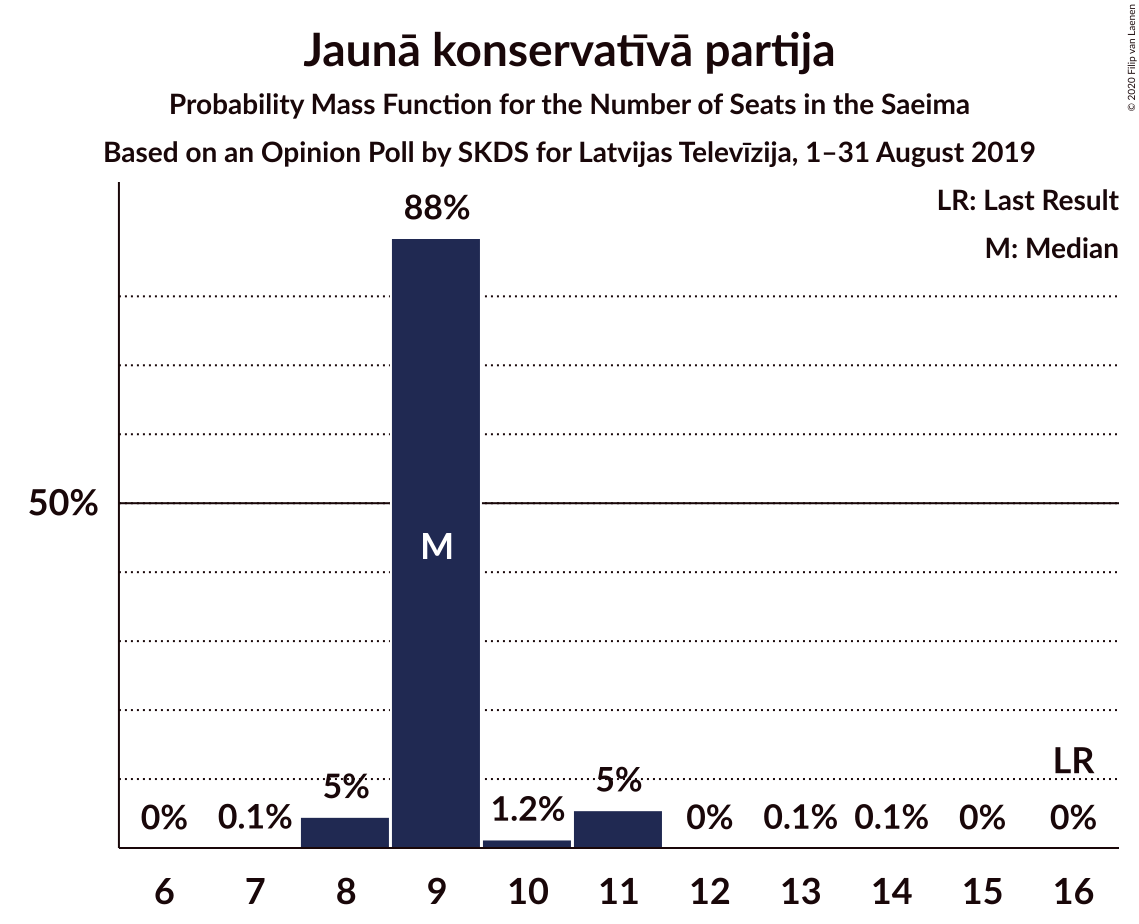 Jaunā konservatīvā partija
Probability Mass Function for the Number of Seats in the Saeima
Based on an Opinion Poll by SKDS for Latvijas Televīzija, 1–31 August 2019
© 2020 Filip van Laenen
LR: Last Result
M: Median
88%
50%
M
LR
0% 0.1% 5% 1.2% 5% 0% 0.1% 0.1% 0% 0%
6 7 8 9 10 11 12 13 14 15 16